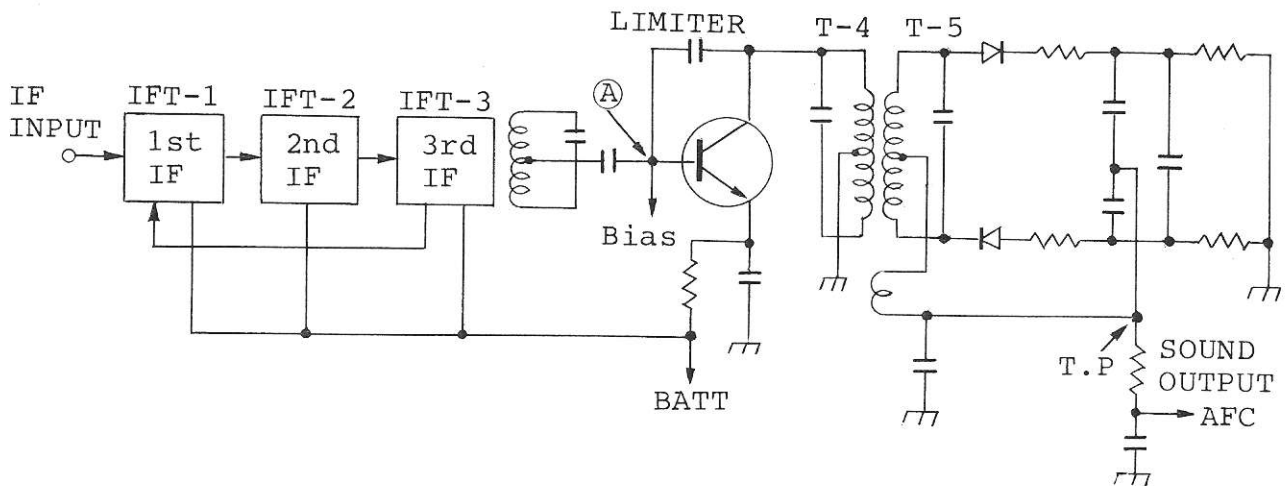 LIMITER
T-4
T-5
IF
INPUT
IFT-1
IFT-2
IFT-3
A
1st
IF
2nd
IF
3rd
IF
Bias
BATT
T.P
SOUND
OUTPUT
AFC